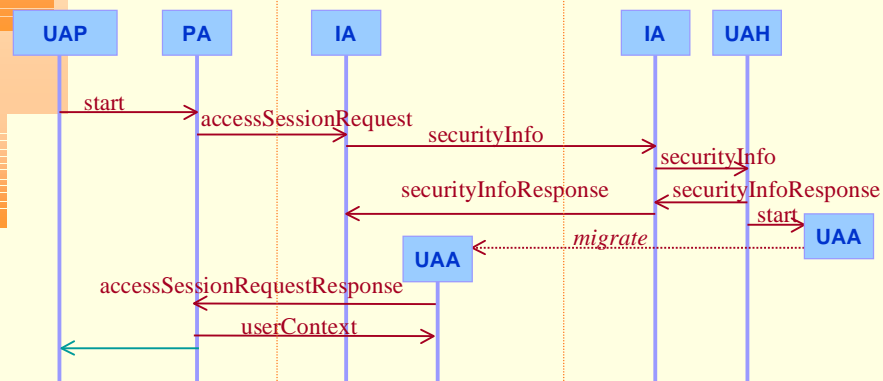 UAP PA IA IA UAH
start
accessSessionRequest
securityInfo
securityInfo
securityInfoResponse securityInfoResponse
start
migrate UAA
UAA
accessSessionRequestResponse
userContext